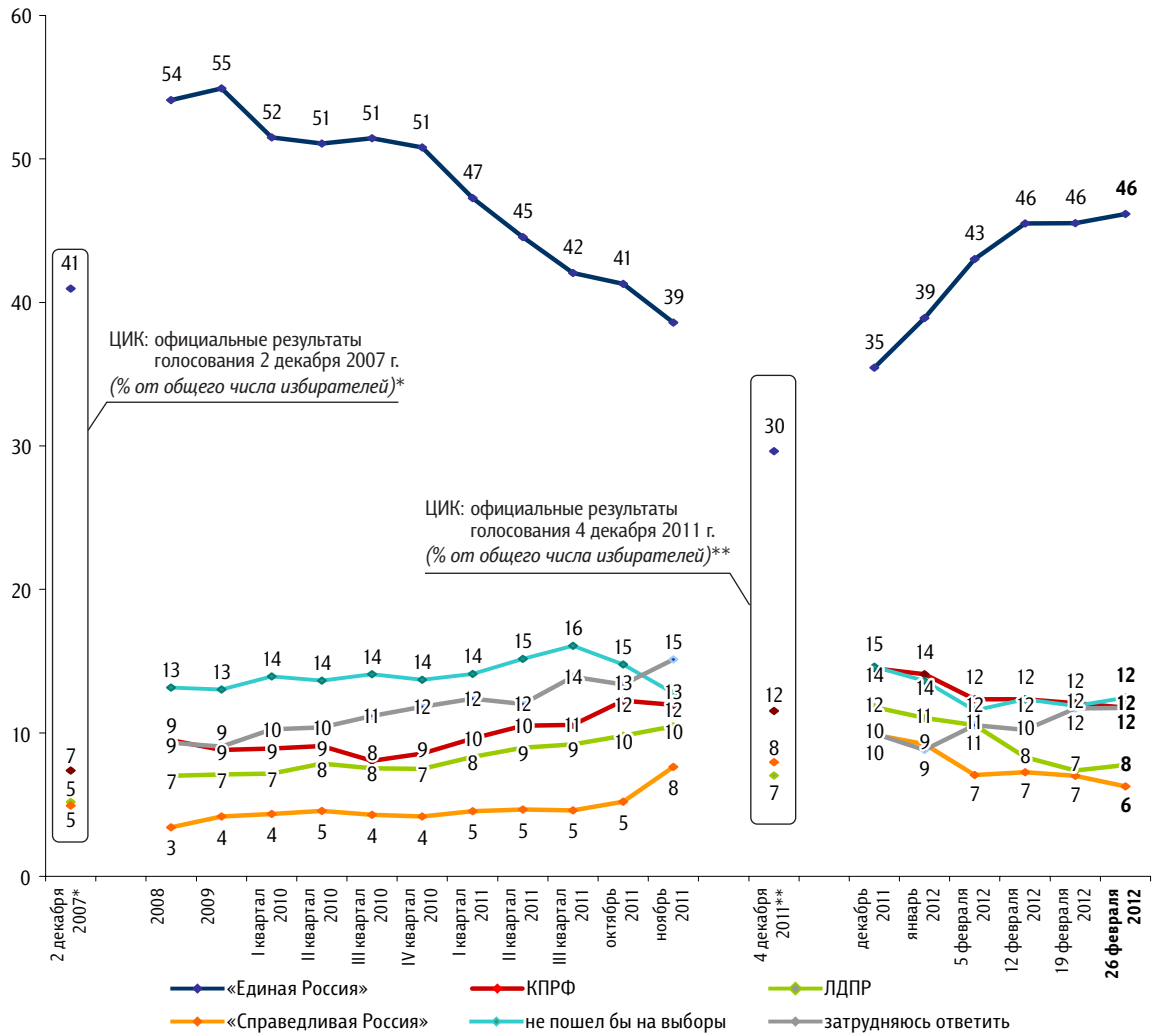 60
50
40
30
20
10
0
54 55 52 51 51 51 47 45 42 41 39
41
ЦИК: официальные результаты
голосования 2 декабря 2007 г.
(% от общего числа избирателей)*
35 39 43 46 46 46
30
ЦИК: официальные результаты
голосования 4 декабря 2011 г.
(% от общего числа избирателей)**
7
5
5
13 13 14 14 14 14 14 15 16 15 13
9 9 10 10 11 12 12 12 14 13 15
9 9 9 9 8 9 10 10 11 12 12
7 7 7 8 8 7 8 9 9 10 10
3 4 4 5 4 4 5 5 5 5 8
12
8
7
15 14 12 12 12 12
14 14 12 12 12 12
12 11 11 8 7 8
10 9 11 10 12 12
10 9 7 7 7 6
2 декабря
2007*
2008
2009
I квартал
2010
II квартал
2010
III квартал
2010
IV квартал
2010
I квартал
2011
II квартал
2011
III квартал
2011
октябрь
2011
ноябрь
2011
4 декабря
2011**
декабрь
2011
январь
2012
5 февраля
2012
12 февраля
2012
19 февраля
2012
26 февраля
2012
«Единая Россия» КПРФ ЛДПР
«Справедливая Россия» не пошел бы на выборы затрудняюсь ответить